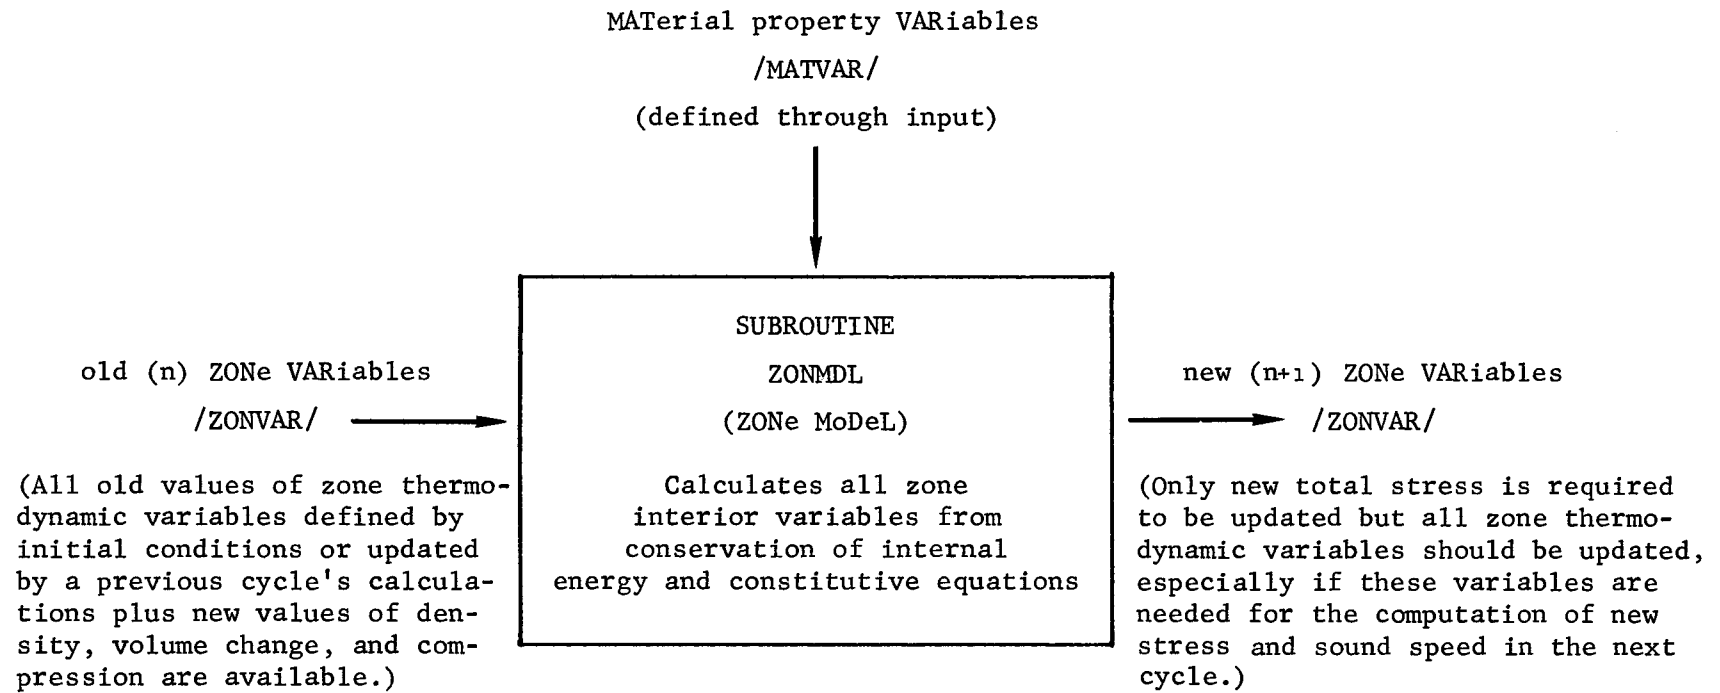 MATerial property VARiables
/MATVAR/
(defined through input)
old (n) ZONe VARiables
/ZONVAR/
(All old values of zone thermo-
dynamic variables defined by
initial conditions or updated
by a previous cycle's calcula-
tions plus new values of den-
sity, volume change, and com-
pression are available.)
SUBROUTINE
ZONMDL
(ZONe MoDeL)
Calculates all zone
interior variables from
conservation of internal
energy and constitutive equations
new (n+1) ZONe VARiables
/ZONVAR/
(Only new total stress is required
to be updated but all zone thermo-
dynamic variables should be updated,
especially if these variables are
needed for the computation of new
stress and sound speed in the next
cycle.)